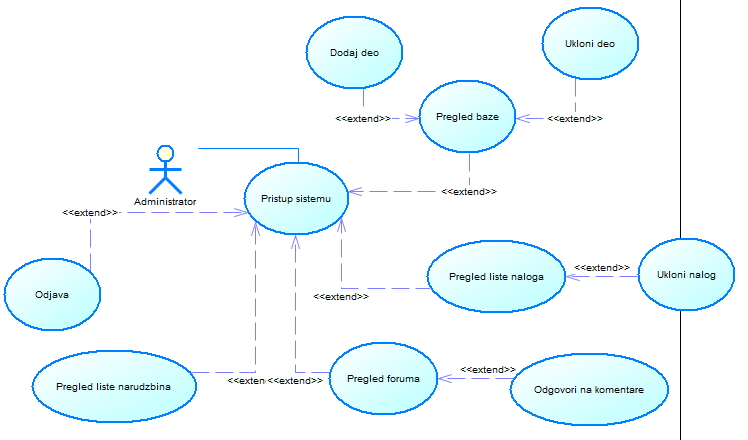 Dodaj deo
Ukloni deo
<<extend>>
Pregled baze
<<extend>>
Administrator
Pristup sistemu
<<extend>>
<<extend>>
Odjava
Pregled liste naloga
<<extend>>
Ukloni nalog
<<extend>>
Pregled liste narudzbina
<<exten
<<extend>>
Pregled foruma
<<extend>>
Odgovori na komentare